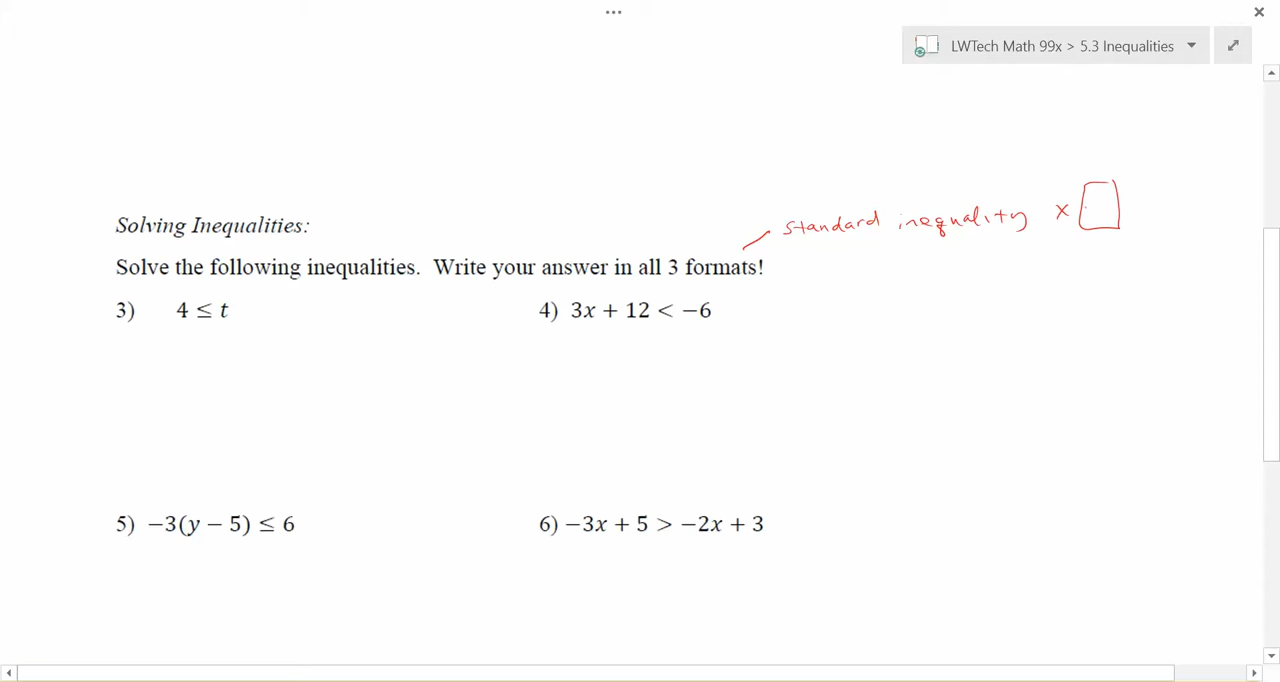 LWTech Math 99x > 5.3 Inequalities
Solving Inequalities:
standard inequality x
Solve the following inequalities. Write your answer in all 3 formats!
3) 4 ≤ t
4) 3x + 12 < −6
5) −3(y − 5) ≤ 6
6) −3x + 5 > −2x + 3